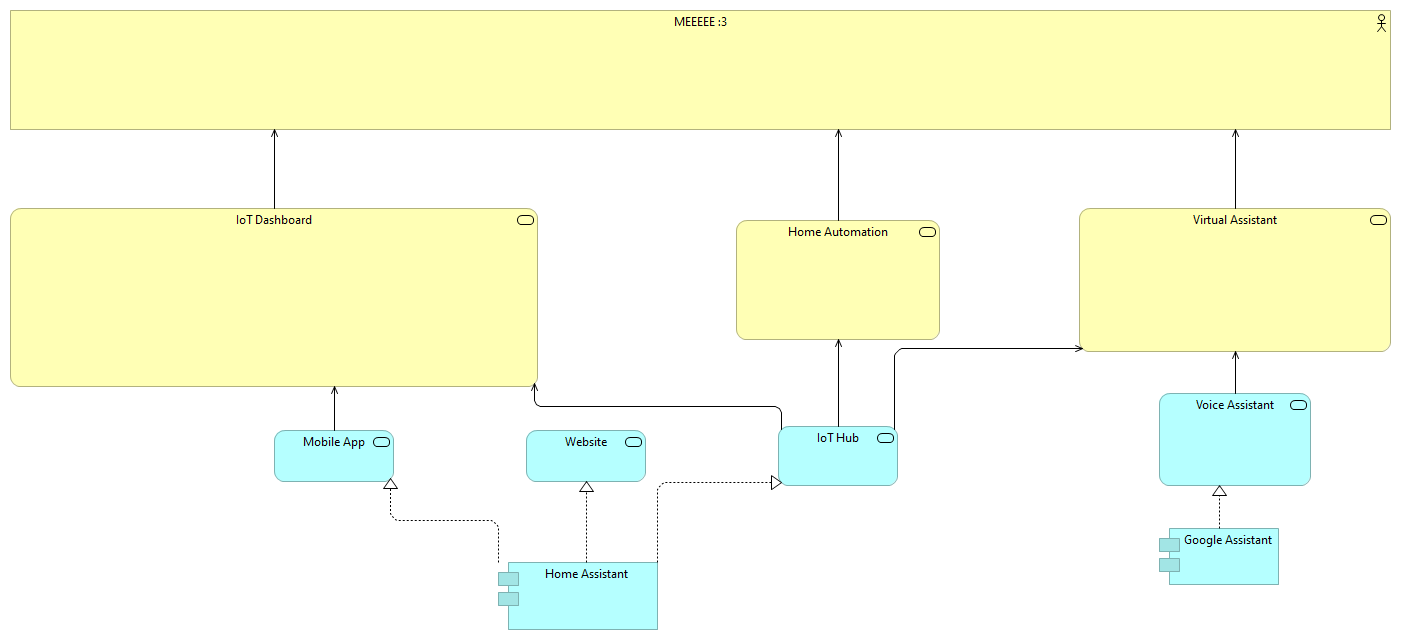 MEEEEE :3
IoT Dashboard
Home Automation
Virtual Assistant
Mobile App
Website
IoT Hub
Voice Assistant
Home Assistant
Google Assistant